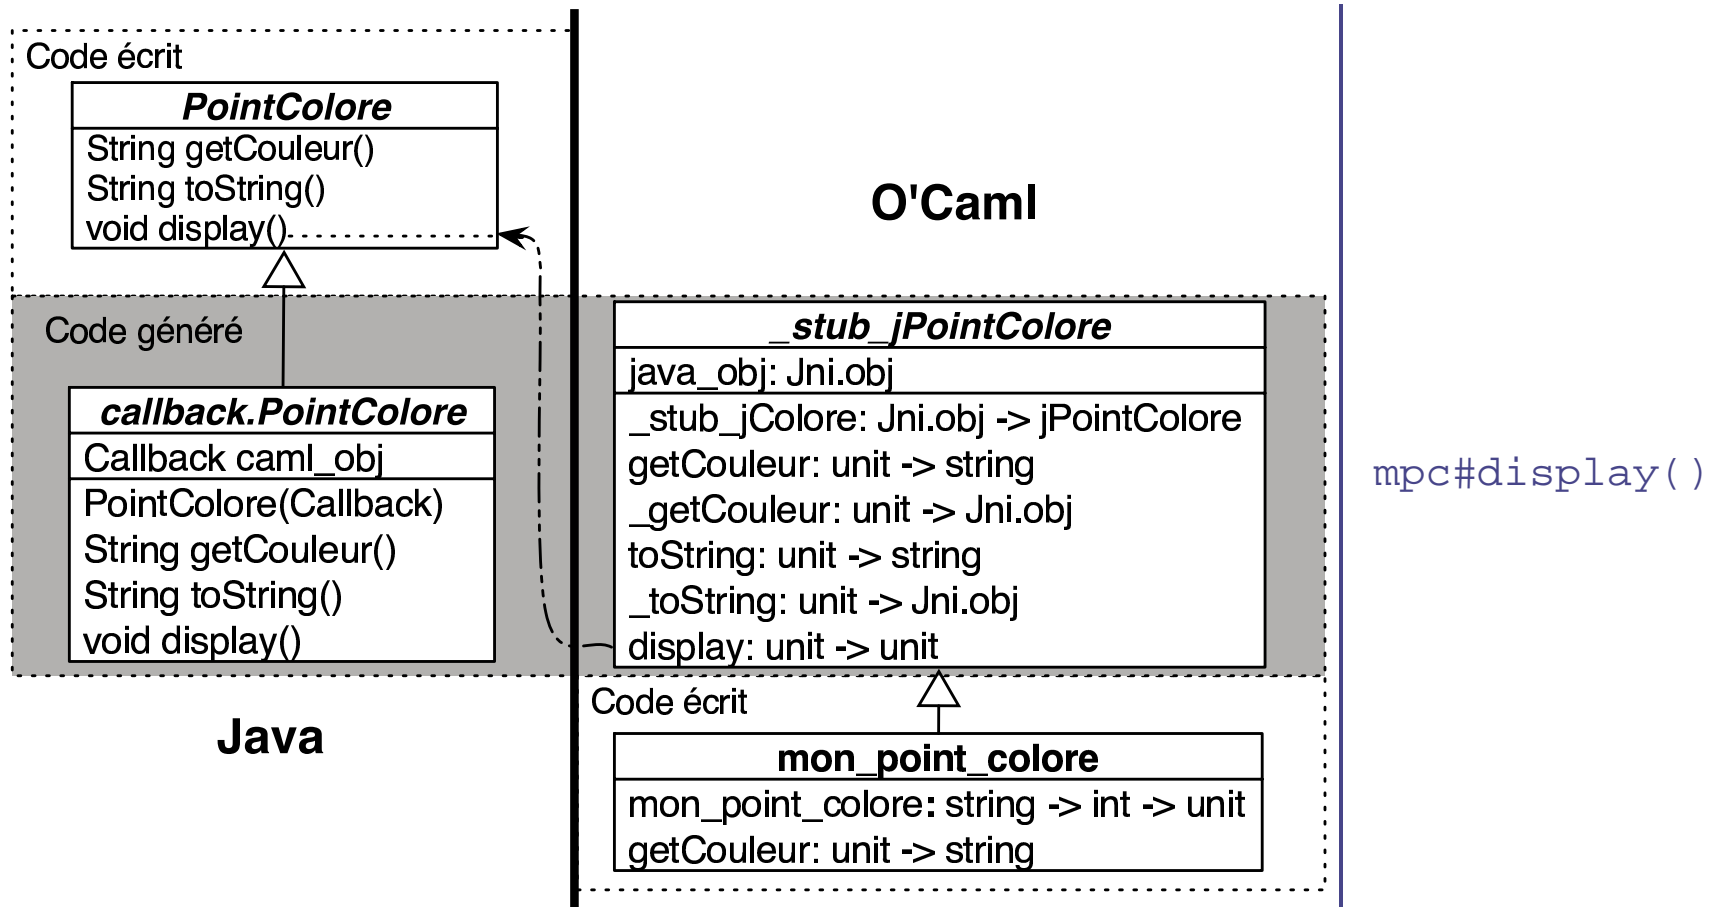 Code écrit
PointColore
String getCouleur()
String toString()
void display()
Code généré
callback.PointColore
Callback caml_obj
PointColore(Callback)
String getCouleur()
String toString()
void display()
Java
O'Caml
_stub_jPointColore
java_obj: Jni.obj
_stub_jColore: Jni.obj -> jPointColore
getCouleur: unit -> string
_getCouleur: unit -> Jni.obj
toString: unit -> string
_toString: unit -> Jni.obj
display: unit -> unit
Code écrit
mon_point_colore
mon_point_colore: string -> int -> unit
getCouleur: unit -> string
mpc#display()